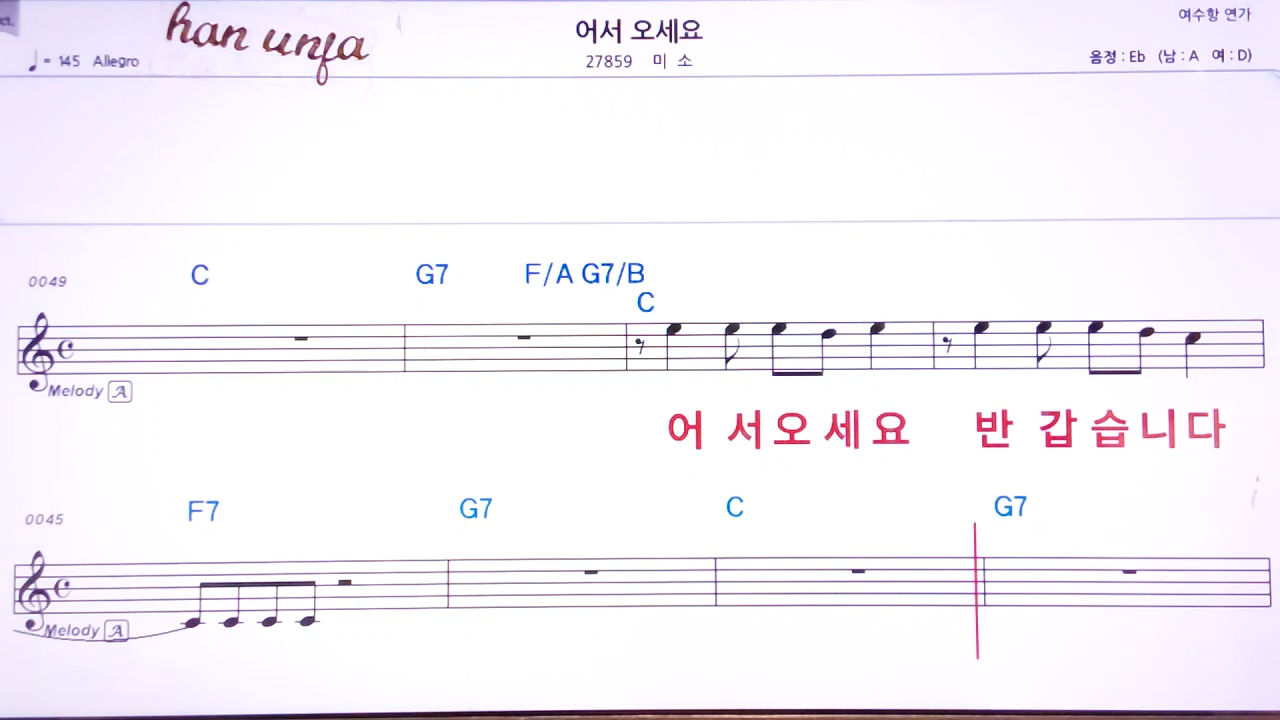 ct.
han unja
어서 오세요
여수항 연가
♩= 145 Allegro
27859 미 소
음정 : Eb (남 : A 여 : D)
0049
C G7 F/A G7/B
C
Melody A
어 서오세요 반 갑습니다
0045
F7 G7 C G7
Melody A